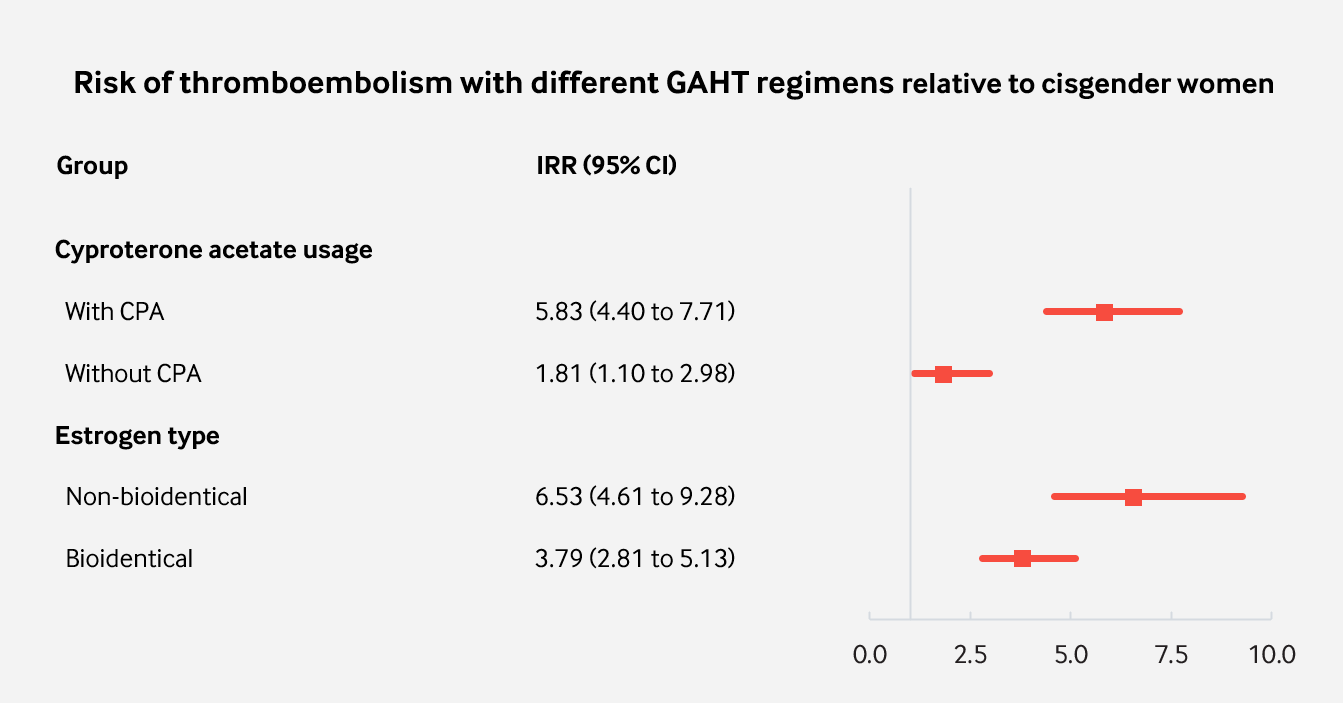 Risk of thromboembolism with different GAHT regimens relative to cisgender women
Group IRR (95% CI)
Cyproterone acetate usage
With CPA 5.83 (4.40 to 7.71)
Without CPA 1.81 (1.10 to 2.98)
Estrogen type
Non-bioidentical 6.53 (4.61 to 9.28)
Bioidentical 3.79 (2.81 to 5.13)
0.0 2.5 5.0 7.5 10.0